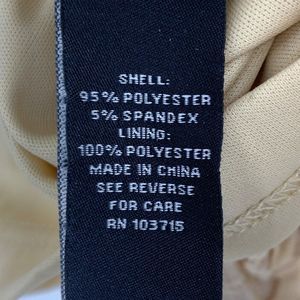 SHELL:
95% POLYESTER
5% SPANDEX
LINING:
100% POLYESTER
MADE IN CHINA
SEE REVERSE
FOR CARE
RN 103715